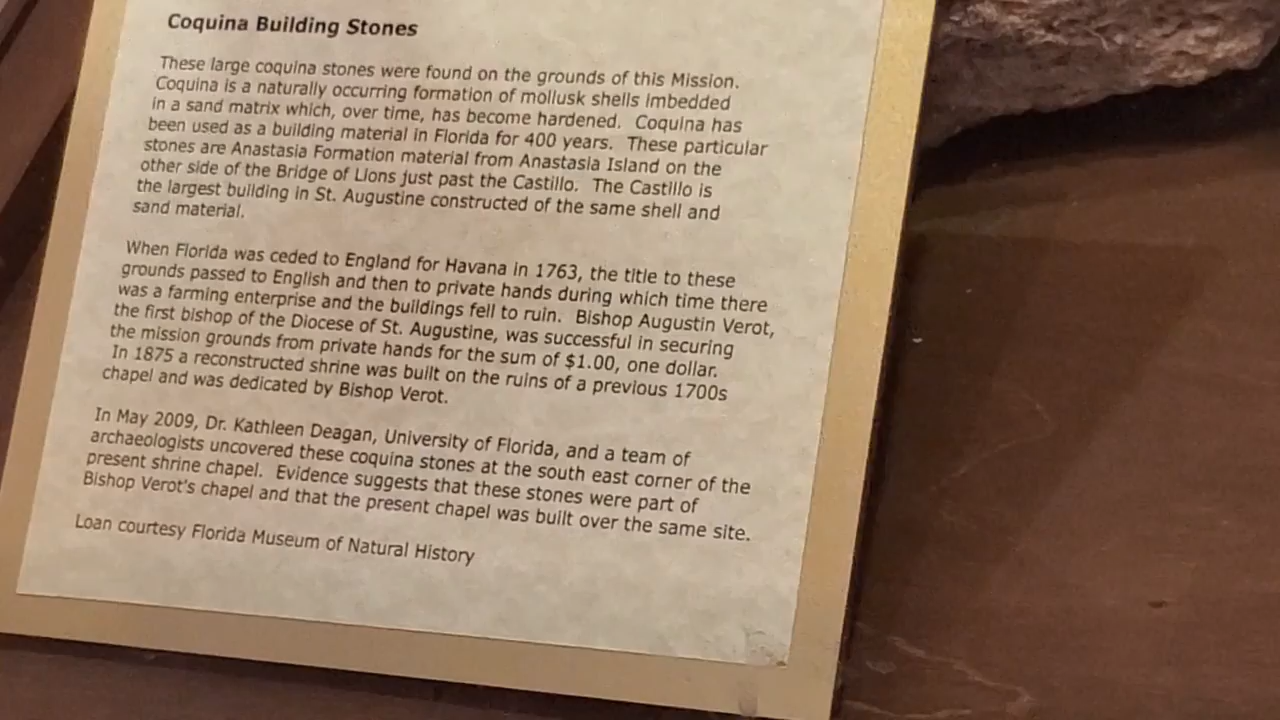 Coquina Building Stones
These large coquina stones were found on the grounds of this Mission.
Coquina is a naturally occurring formation of mollusk shells imbedded
in a sand matrix which, over time, has become hardened. Coquina has
been used as a building material in Florida for 400 years. These particular
stones are Anastasia Formation material from Anastasia Island on the
other side of the Bridge of Lions just past the Castillo. The Castillo is
the largest building in St. Augustine constructed of the same shell and
sand material.
When Florida was ceded to England for Havana in 1763, the title to these
grounds passed to English and then to private hands during which time there
was a farming enterprise and the buildings fell to ruin. Bishop Augustin Verot,
the first bishop of the Diocese of St. Augustine, was successful in securing
the mission grounds from private hands for the sum of $1.00, one dollar.
In 1875 a reconstructed shrine was built on the ruins of a previous 1700s
chapel and was dedicated by Bishop Verot.
In May 2009, Dr. Kathleen Deagan, University of Florida, and a team of
archaeologists uncovered these coquina stones at the south east corner of the
present shrine chapel. Evidence suggests that these stones were part of
Bishop Verot's chapel and that the present chapel was built over the same site.
Loan courtesy Florida Museum of Natural History